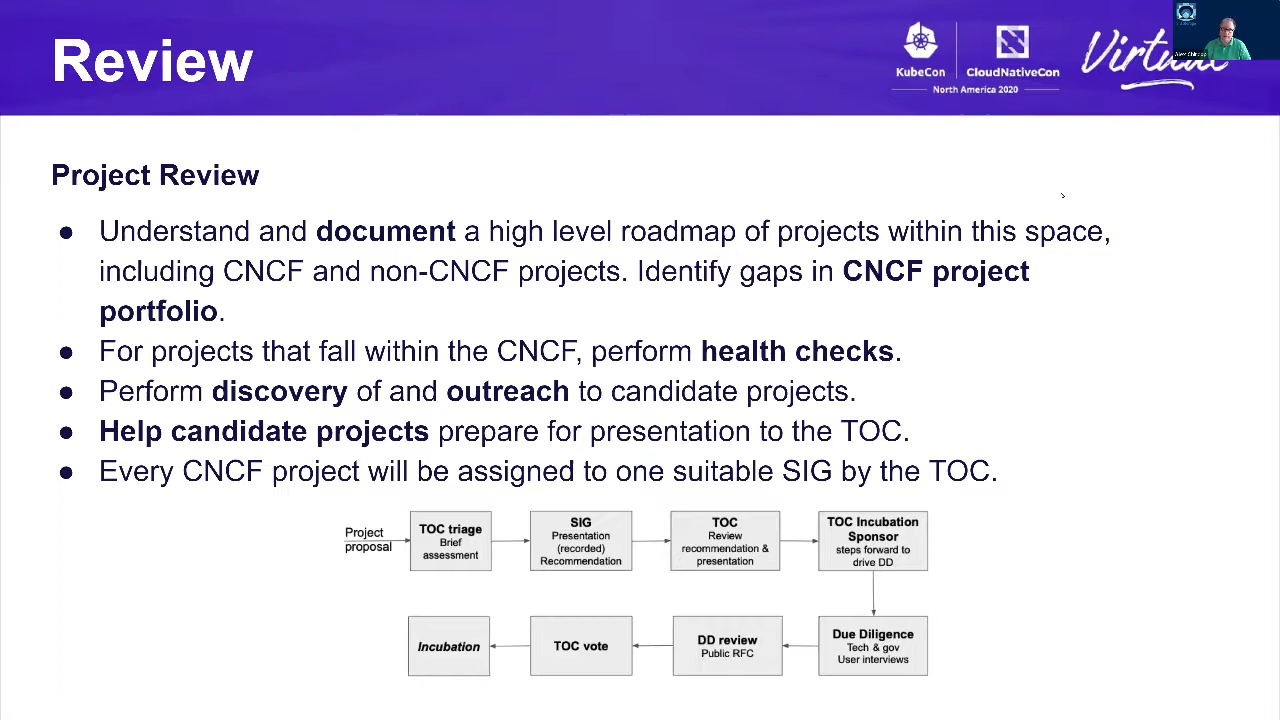 Review
KubeCon
CloudNativeCon
North America 2020
Virtual
Project Review
● Understand and document a high level roadmap of projects within this space,
including CNCF and non-CNCF projects. Identify gaps in CNCF project
portfolio.
● For projects that fall within the CNCF, perform health checks.
● Perform discovery of and outreach to candidate projects.
● Help candidate projects prepare for presentation to the TOC.
● Every CNCF project will be assigned to one suitable SIG by the TOC.
Project
proposal
TOC triage
Brief
assessment
SIG
Presentation
(recorded)
Recommendation
TOC
Review
recommendation &
presentation
TOC Incubation
Sponsor
steps forward to
drive DD
Due Diligence
Tech & gov
User interviews
DD review
Public RFC
TOC vote
Incubation